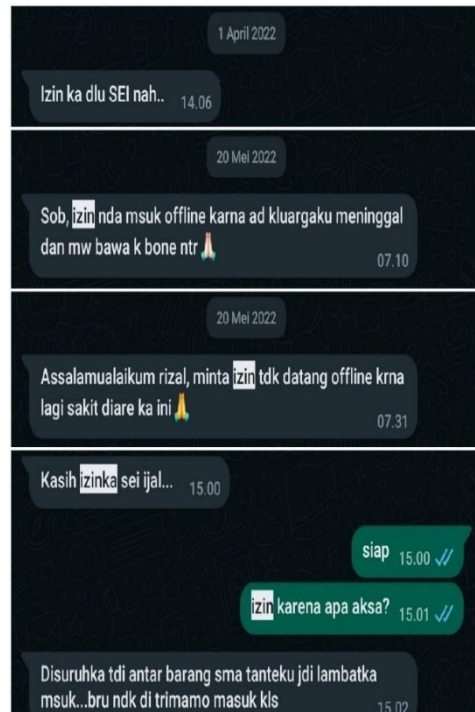 1 April 2022
Izin ka dlu SEI nah.. 14.06
20 Mei 2022
Sob, izin nda msuk offline karna ad kluargaku meninggal
dan mw bawa k bone ntr🙏🏻
07.10
20 Mei 2022
Assalamualaikum rizal, minta izin tdk datang offline krna
lagi sakit diare ka ini🙏
07.31
Kasih izinka sei ijal... 15.00
siap 15.00
izin karena apa aksa? 15.01
Disuruhka tdi antar barang sma tanteku jdi lambatka
msuk...bru ndk di trimamo masuk kls 15.02